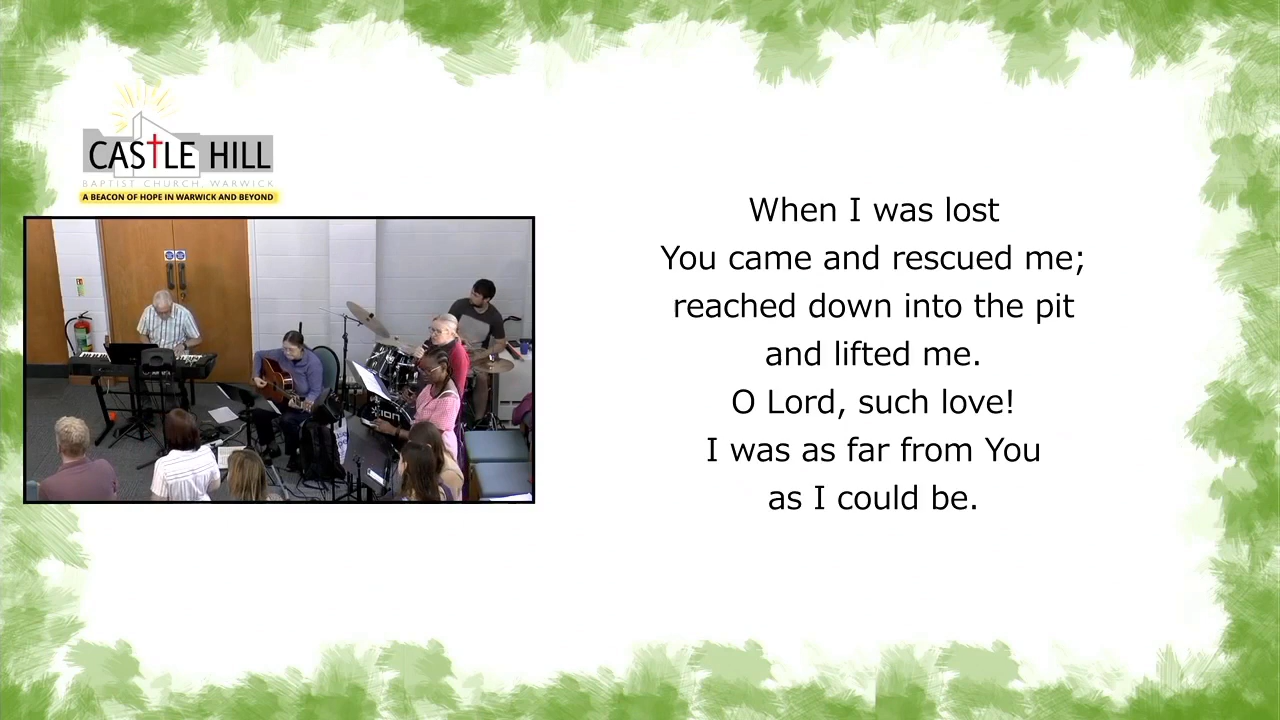 CASTLE HILL
BAPTIST CHURCH, WARWICK
A BEACON OF HOPE IN WARWICK AND BEYOND
When I was lost
You came and rescued me;
reached down into the pit
and lifted me.
O Lord, such love!
I was as far from You
as I could be.